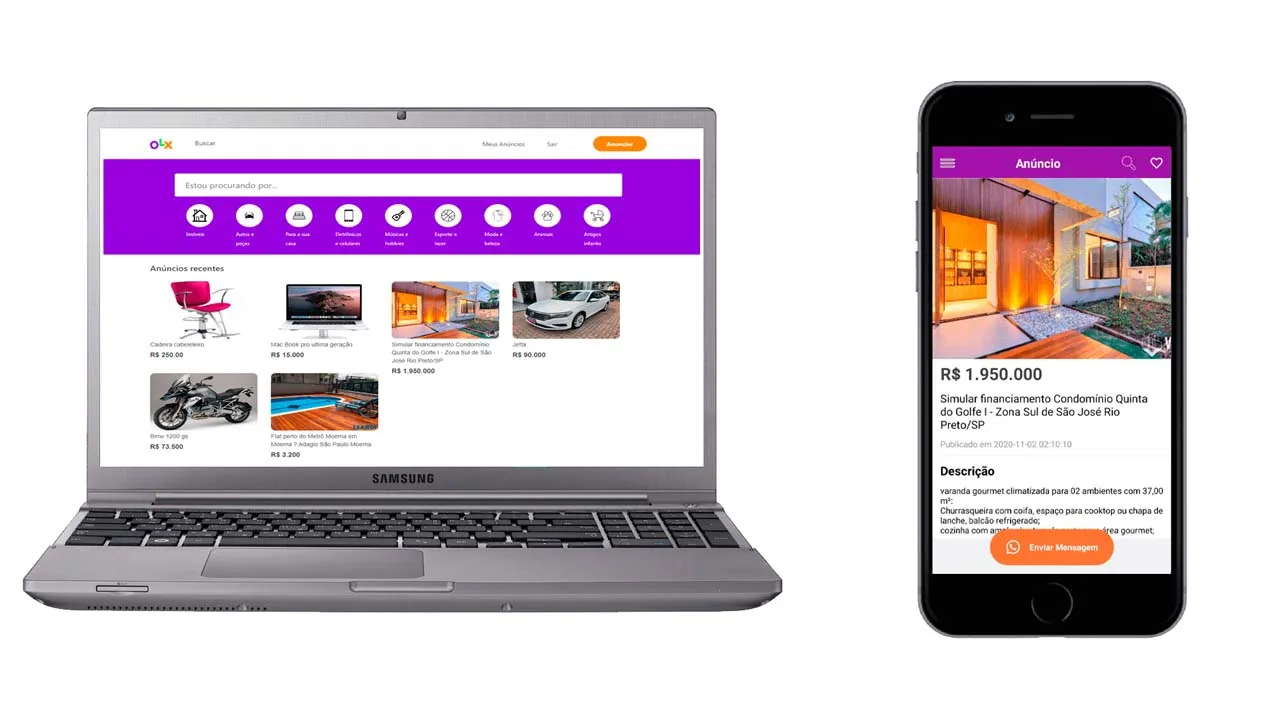 OLX
Buscar
Meus Anúncios
Sair
Anunciar
Estou procurando por...
Imóveis
Autos e
peças
Para a sua
casa
Eletrônicos
e celulares
Músicas e
hobbies
Esporte e
lazer
Moda e
beleza
Animais
Artigos
infantis
Anúncios recentes
Cadeira cabeleleiro
R$ 250.00
Mac Book pro ultima geração
R$ 15.000
Simular financiamento Condomínio
Quinta do Golfe I - Zona Sul de São
José Rio Preto/SP
R$ 1.950.000
Jetta
R$ 90.000
Bmw 1200 gs
R$ 73.500
Flat perto do Metrô Moema em
Moema ? Adagio São Paulo Moema
R$ 3.200
SAMSUNG
Anúncio
R$ 1.950.000
Simular financiamento Condomínio Quinta
do Golfe I - Zona Sul de São José Rio
Preto/SP
Publicado em 2020-11-02 02:10:10
Descrição
varanda gourmet climatizada para 02 ambientes com 37,00
m²:
Churrasqueira com coifa, espaço para cooktop ou chapa de
lanche, balcão refrigerado;
cozinha com área gourmet;
Enviar Mensagem